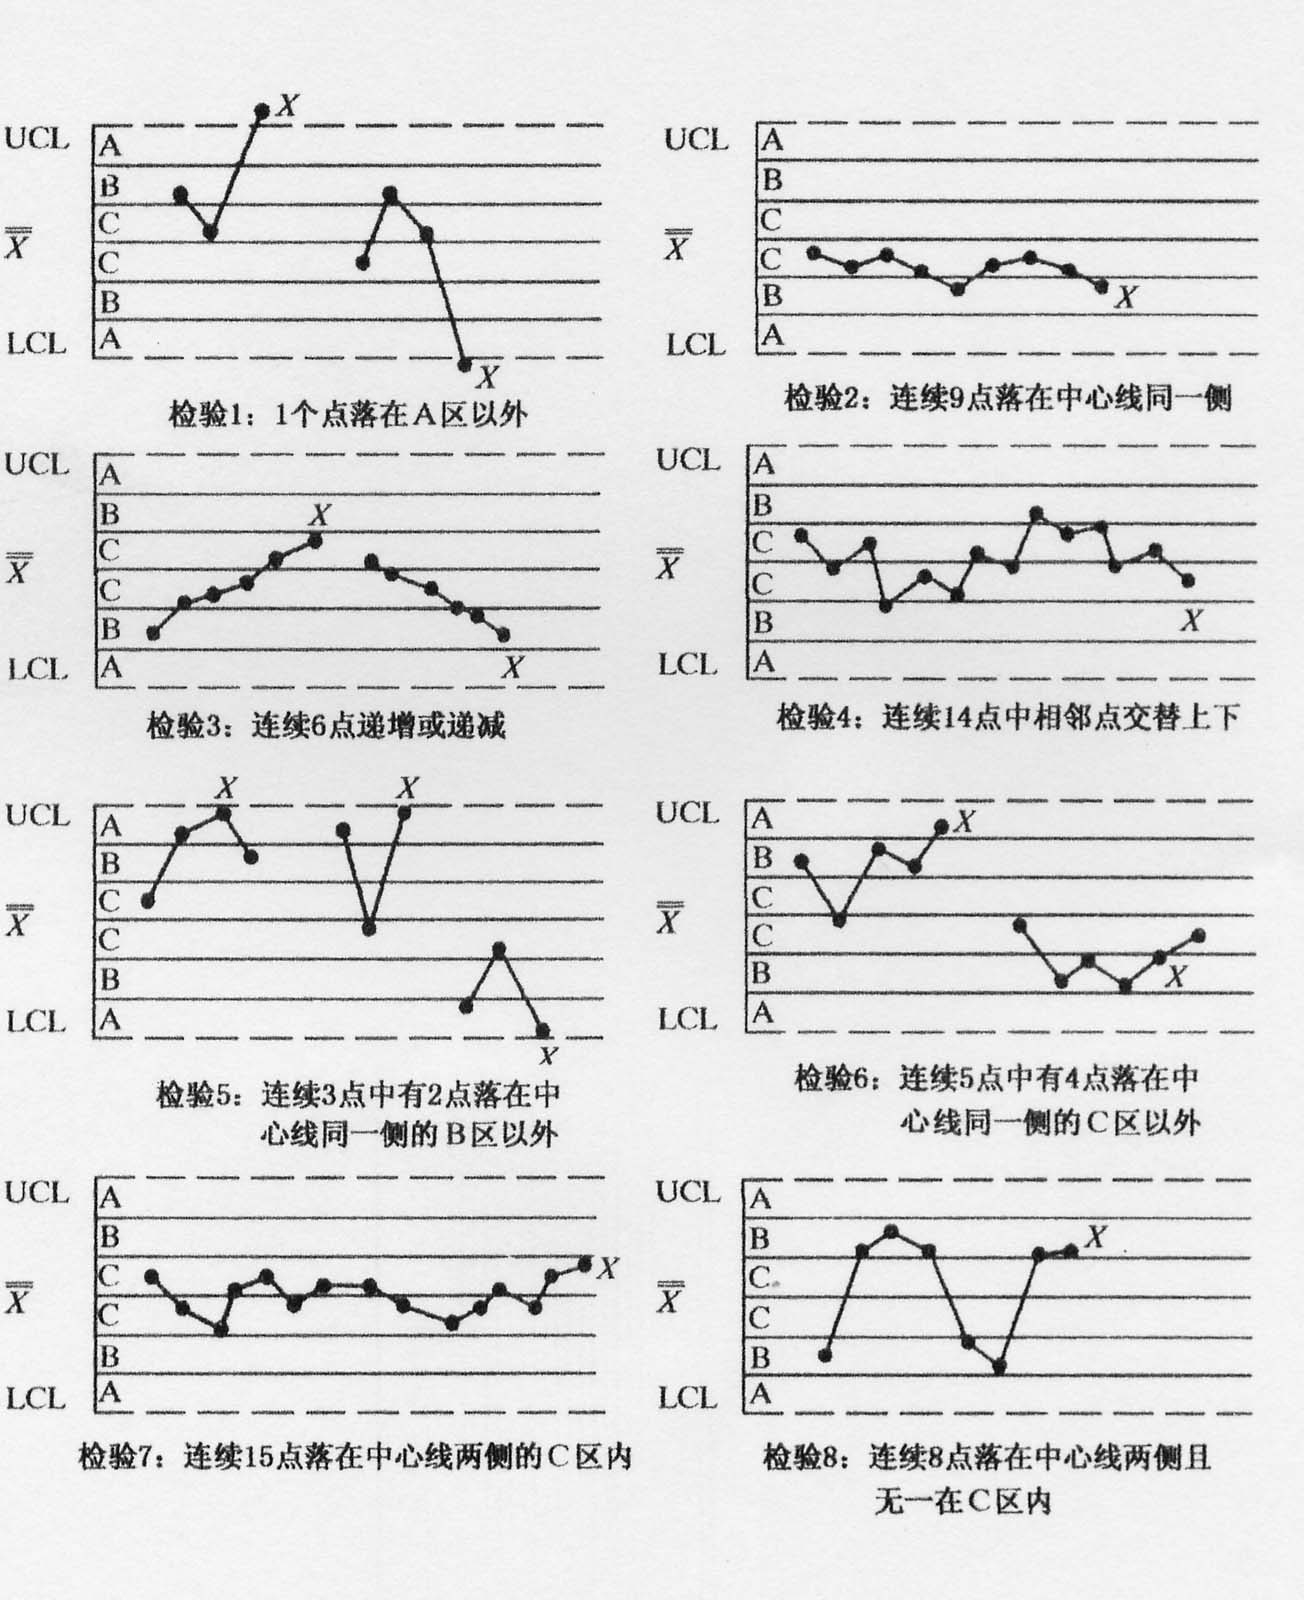 X
UCL A
B
C
X̿
C
B
LCL A
X
检验1：1个点落在A区以外
UCL A
B
C
X̿
C
B
X
LCL A
检验2：连续9点落在中心线同一侧
UCL A
B
X
C
X̿
C
B
LCL A
X
检验3：连续6点递增或递减
UCL A
B
C
X̿
C
B
X
LCL A
检验4：连续14点中相邻点交替上下
X
X
UCL A
B
C
X̿
C
B
LCL A
X
检验5：连续3点中有2点落在中
心线同一侧的B区以外
UCL A
X
B
C
X̿
C
B
X
LCL A
检验6：连续5点中有4点落在中
心线同一侧的C区以外
UCL A
B
C
X
X̿
C
B
LCL A
检验7：连续15点落在中心线两侧的C区内
UCL A
B
X
C
X̿
C
B
LCL A
检验8：连续8点落在中心线两侧且
无一在C区内